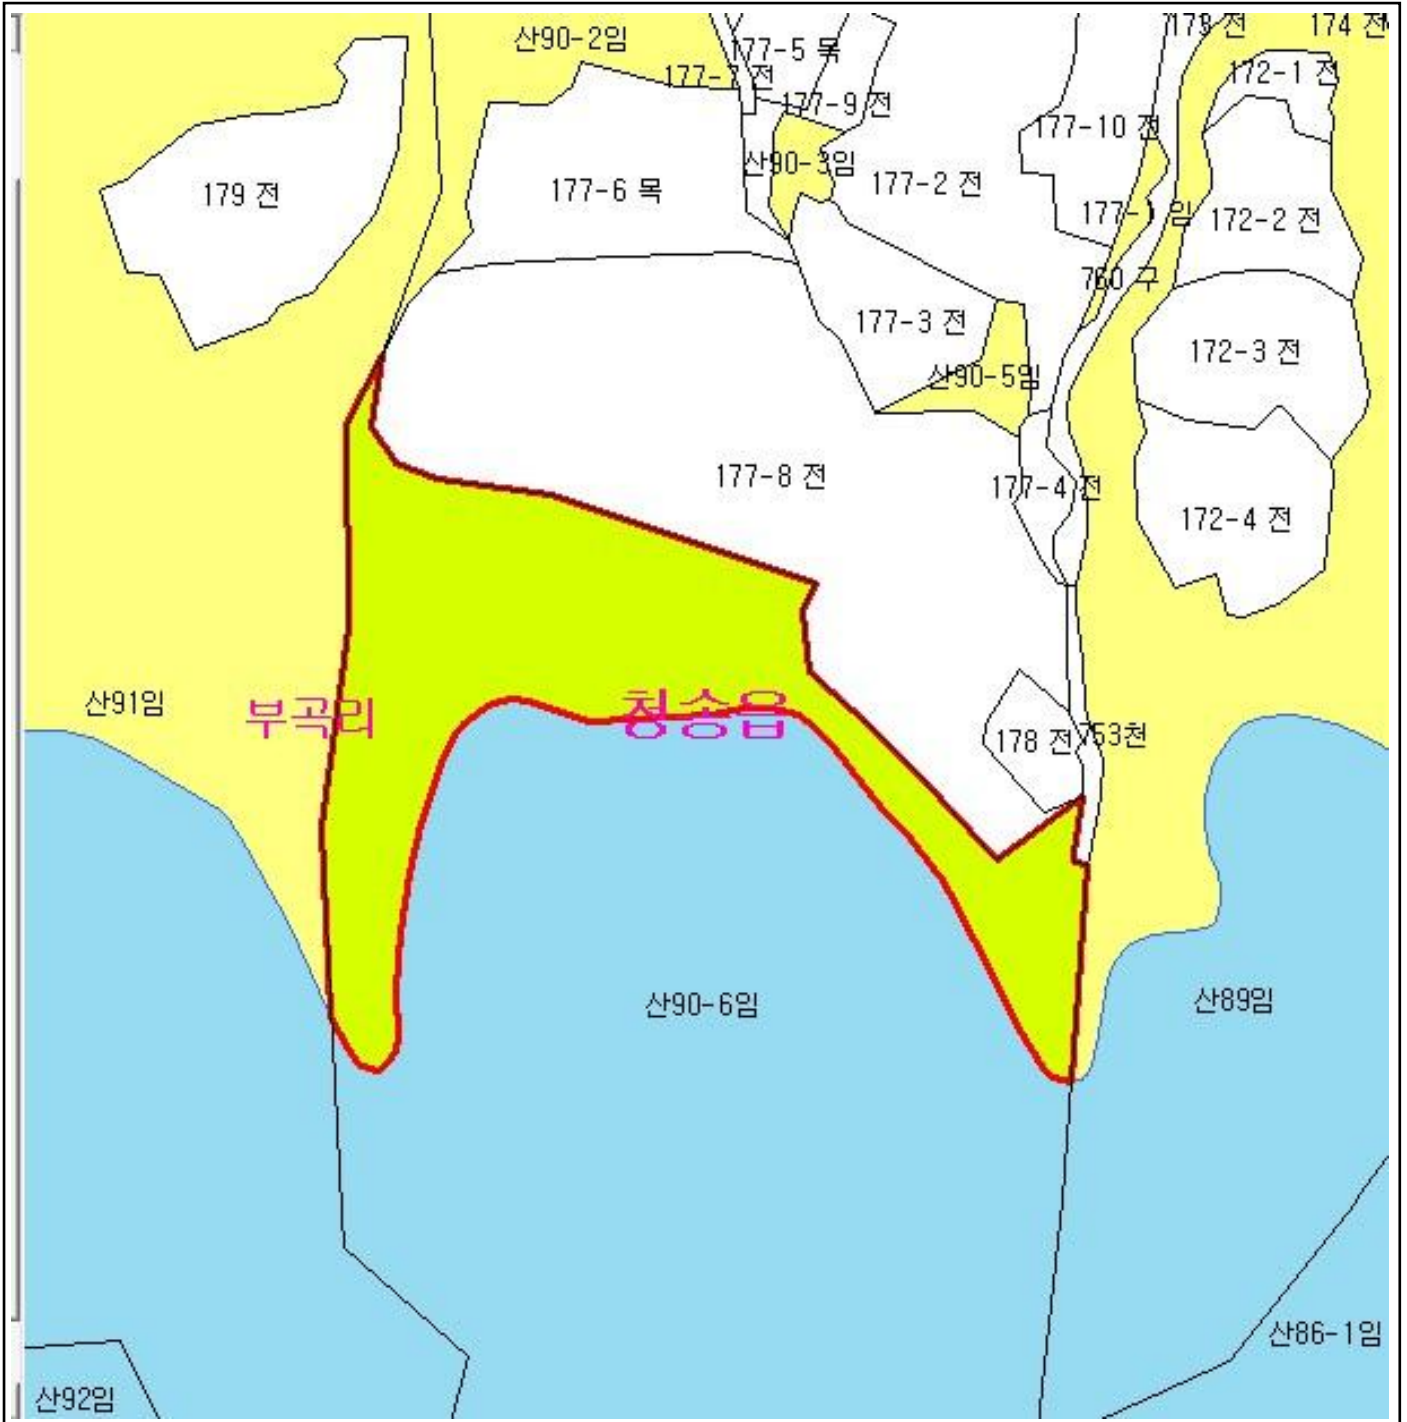 173 전
174 전
산90-2임
177-5 목
177-7 전
172-1 전
177-9 전
177-10 전
산90-3임
177-2 전
179 전
177-6 목
177-1 임
172-2 전
760 구
177-3 전
172-3 전
산90-5임
177-8 전
177-4 전
172-4 전
산91임
부곡리
청송읍
178 전
753천
산90-6임
산89임
산86-1임
산92임